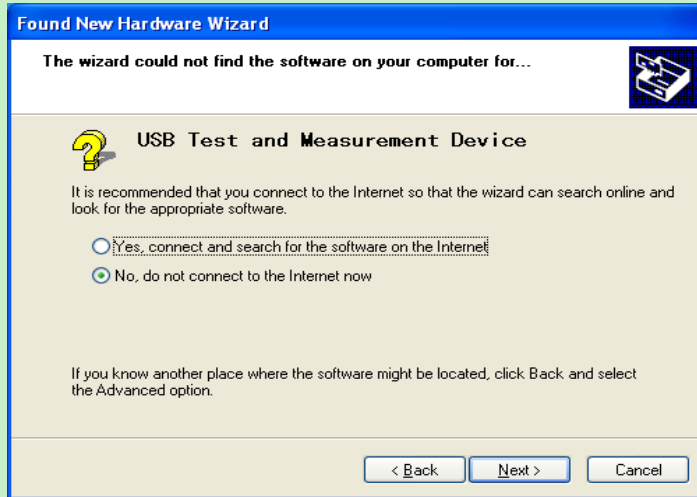 Found New Hardware Wizard
The wizard could not find the software on your computer for...
USB Test and Measurement Device
It is recommended that you connect to the Internet so that the wizard can search online and
look for the appropriate software.
Yes, connect and search for the software on the Internet
No, do not connect to the Internet now
If you know another place where the software might be located, click Back and select
the Advanced option.
< Back
Next >
Cancel